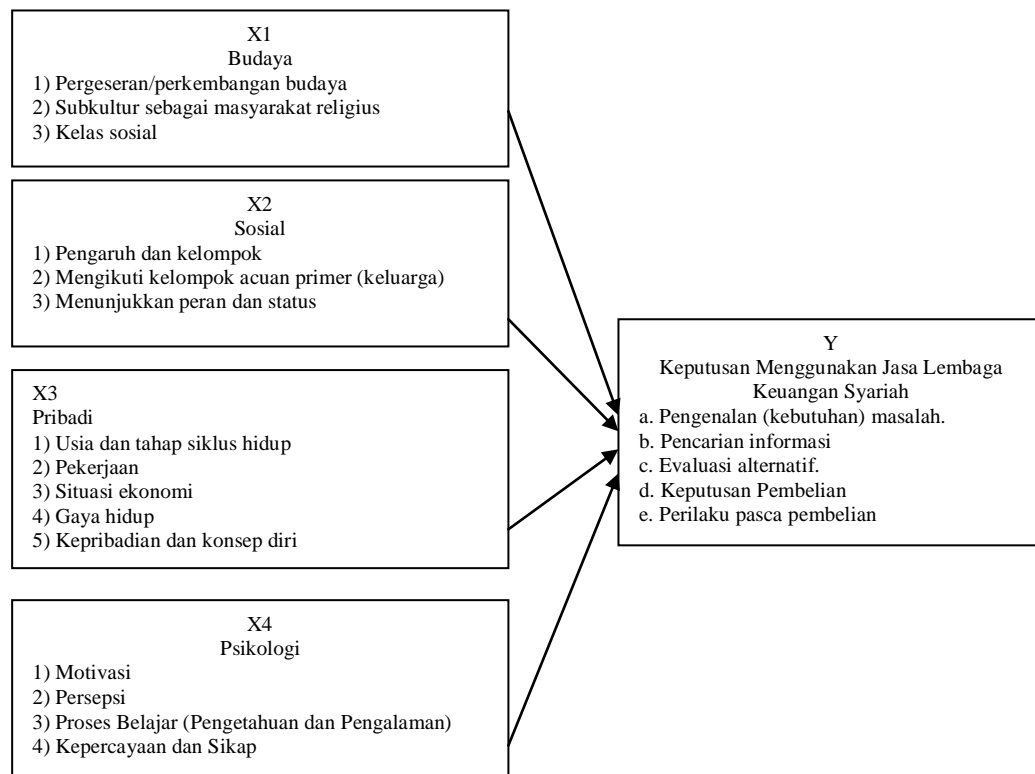 X1
Budaya
1) Pergeseran/perkembangan budaya
2) Subkultur sebagai masyarakat religius
3) Kelas sosial
X2
Sosial
1) Pengaruh dan kelompok
2) Mengikuti kelompok acuan primer (keluarga)
3) Menunjukkan peran dan status
X3
Pribadi
1) Usia dan tahap siklus hidup
2) Pekerjaan
3) Situasi ekonomi
4) Gaya hidup
5) Kepribadian dan konsep diri
X4
Psikologi
1) Motivasi
2) Persepsi
3) Proses Belajar (Pengetahuan dan Pengalaman)
4) Kepercayaan dan Sikap
Y
Keputusan Menggunakan Jasa Lembaga
Keuangan Syariah
a. Pengenalan (kebutuhan) masalah.
b. Pencarian informasi
c. Evaluasi alternatif.
d. Keputusan Pembelian
e. Perilaku pasca pembelian